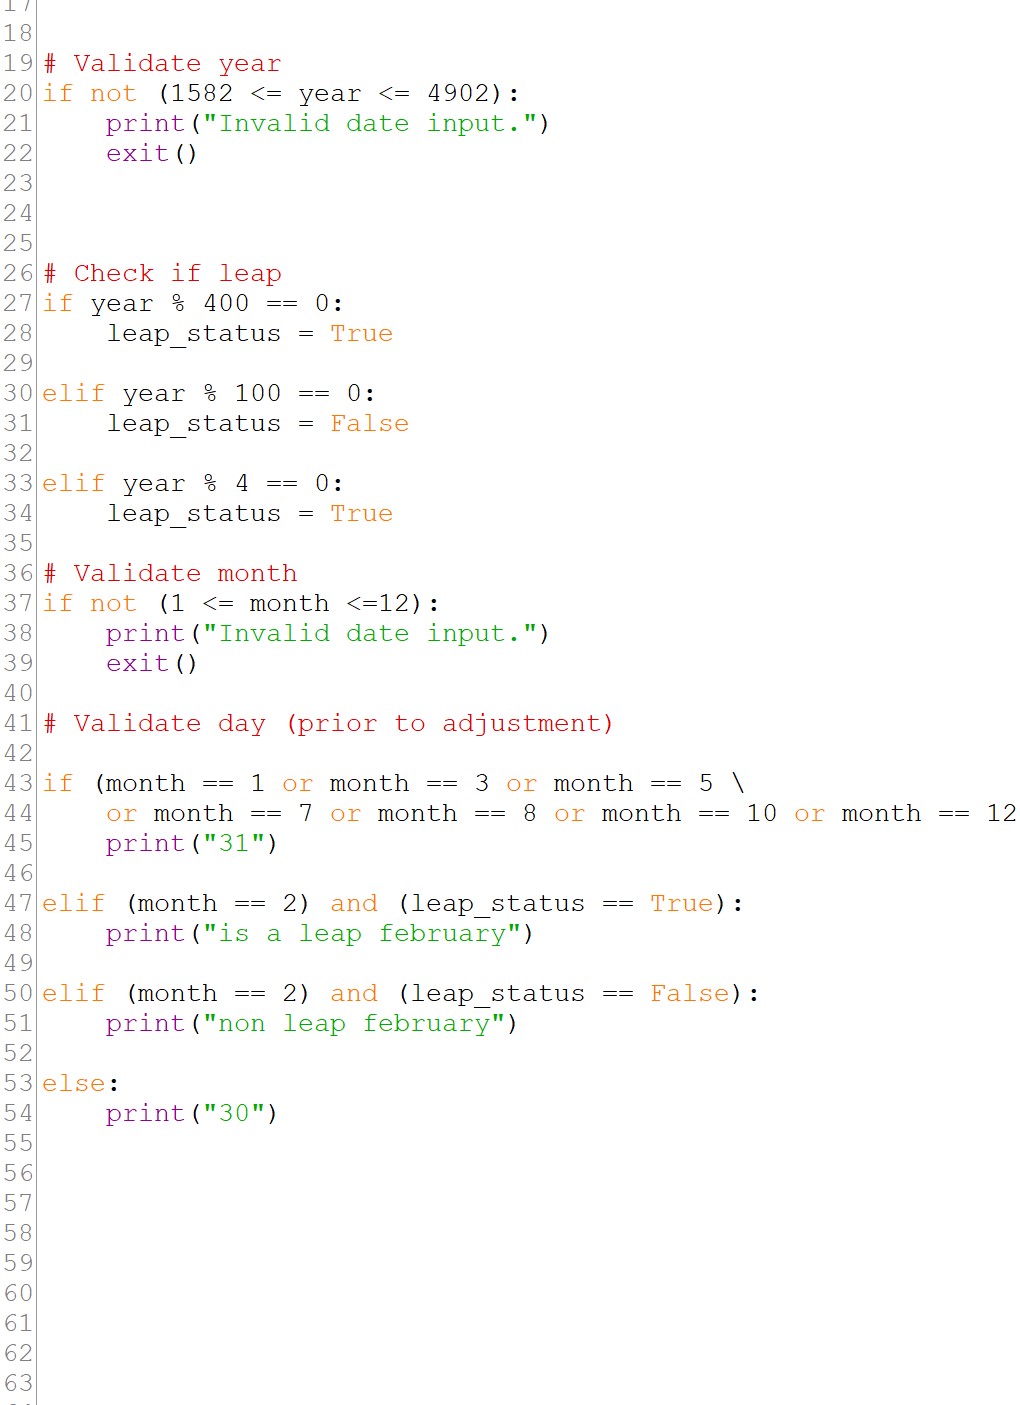 18
19 # Validate year
20 if not (1582 <= year <= 4902):
21     print("Invalid date input.")
22     exit()
23
24
25
26 # Check if leap
27 if year % 400 == 0:
28     leap_status = True
29
30 elif year % 100 == 0:
31     leap_status = False
32
33 elif year % 4 == 0:
34     leap_status = True
35
36 # Validate month
37 if not (1 <= month <=12):
38     print("Invalid date input.")
39     exit()
40
41 # Validate day (prior to adjustment)
42
43 if (month == 1 or month == 3 or month == 5 \
44     or month == 7 or month == 8 or month == 10 or month == 12
45     print("31")
46
47 elif (month == 2) and (leap_status == True):
48     print("is a leap february")
49
50 elif (month == 2) and (leap_status == False):
51     print("non leap february")
52
53 else:
54     print("30")
55
56
57
58
59
60
61
62
63